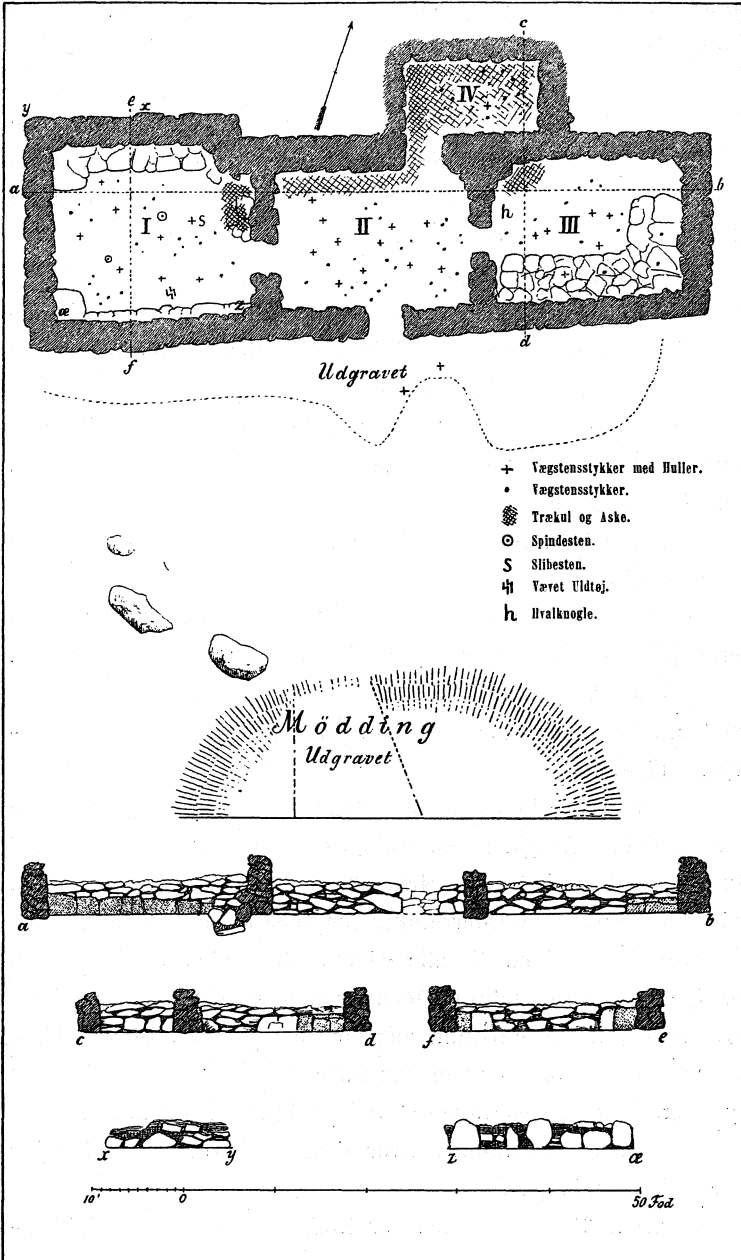 c
y
e
x
IV
a
b
I
S
h
II
III
æ
z
f
d
Udgravet
+ Vægstensstykker med Huller.
• Vægstensstykker.
Trækul og Aske.
⊙ Spindesten.
S Slibesten.
Vævet Uldtøj.
h Hvalknogle.
Mödding
Udgravet
a
b
c
d
f
e
x
y
z
æ
10'
0
50 Fod